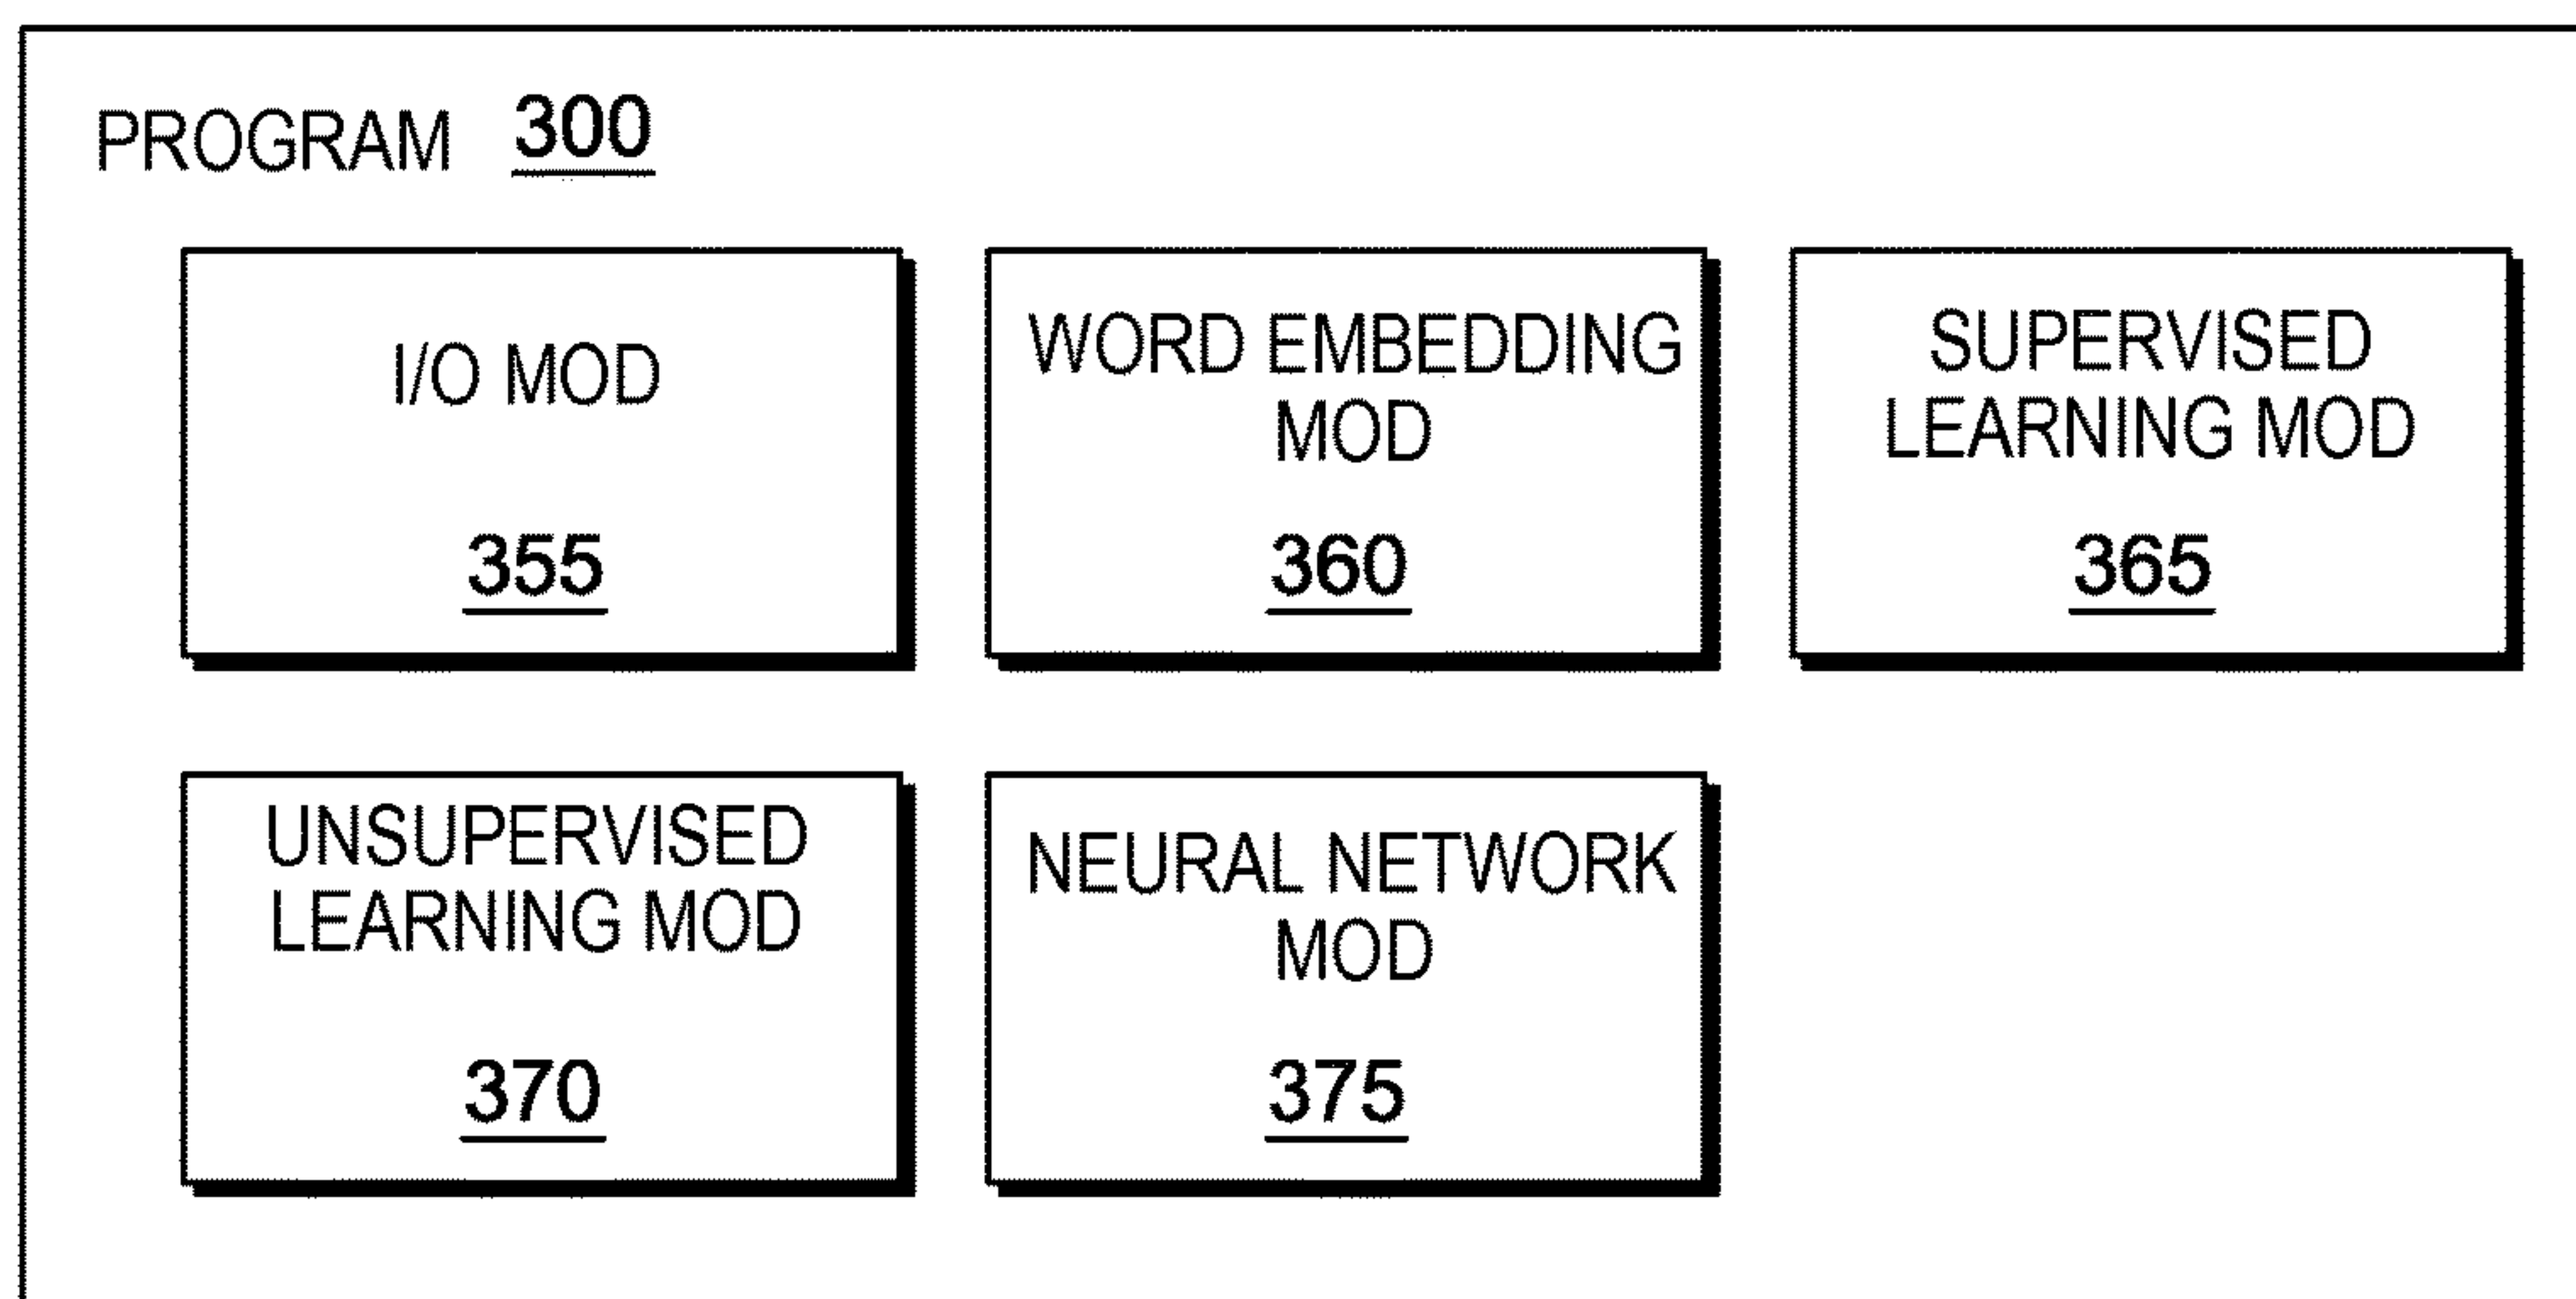 PROGRAM 300
I/O MOD
355
WORD EMBEDDING
MOD
360
SUPERVISED
LEARNING MOD
365
UNSUPERVISED
LEARNING MOD
370
NEURAL NETWORK
MOD
375